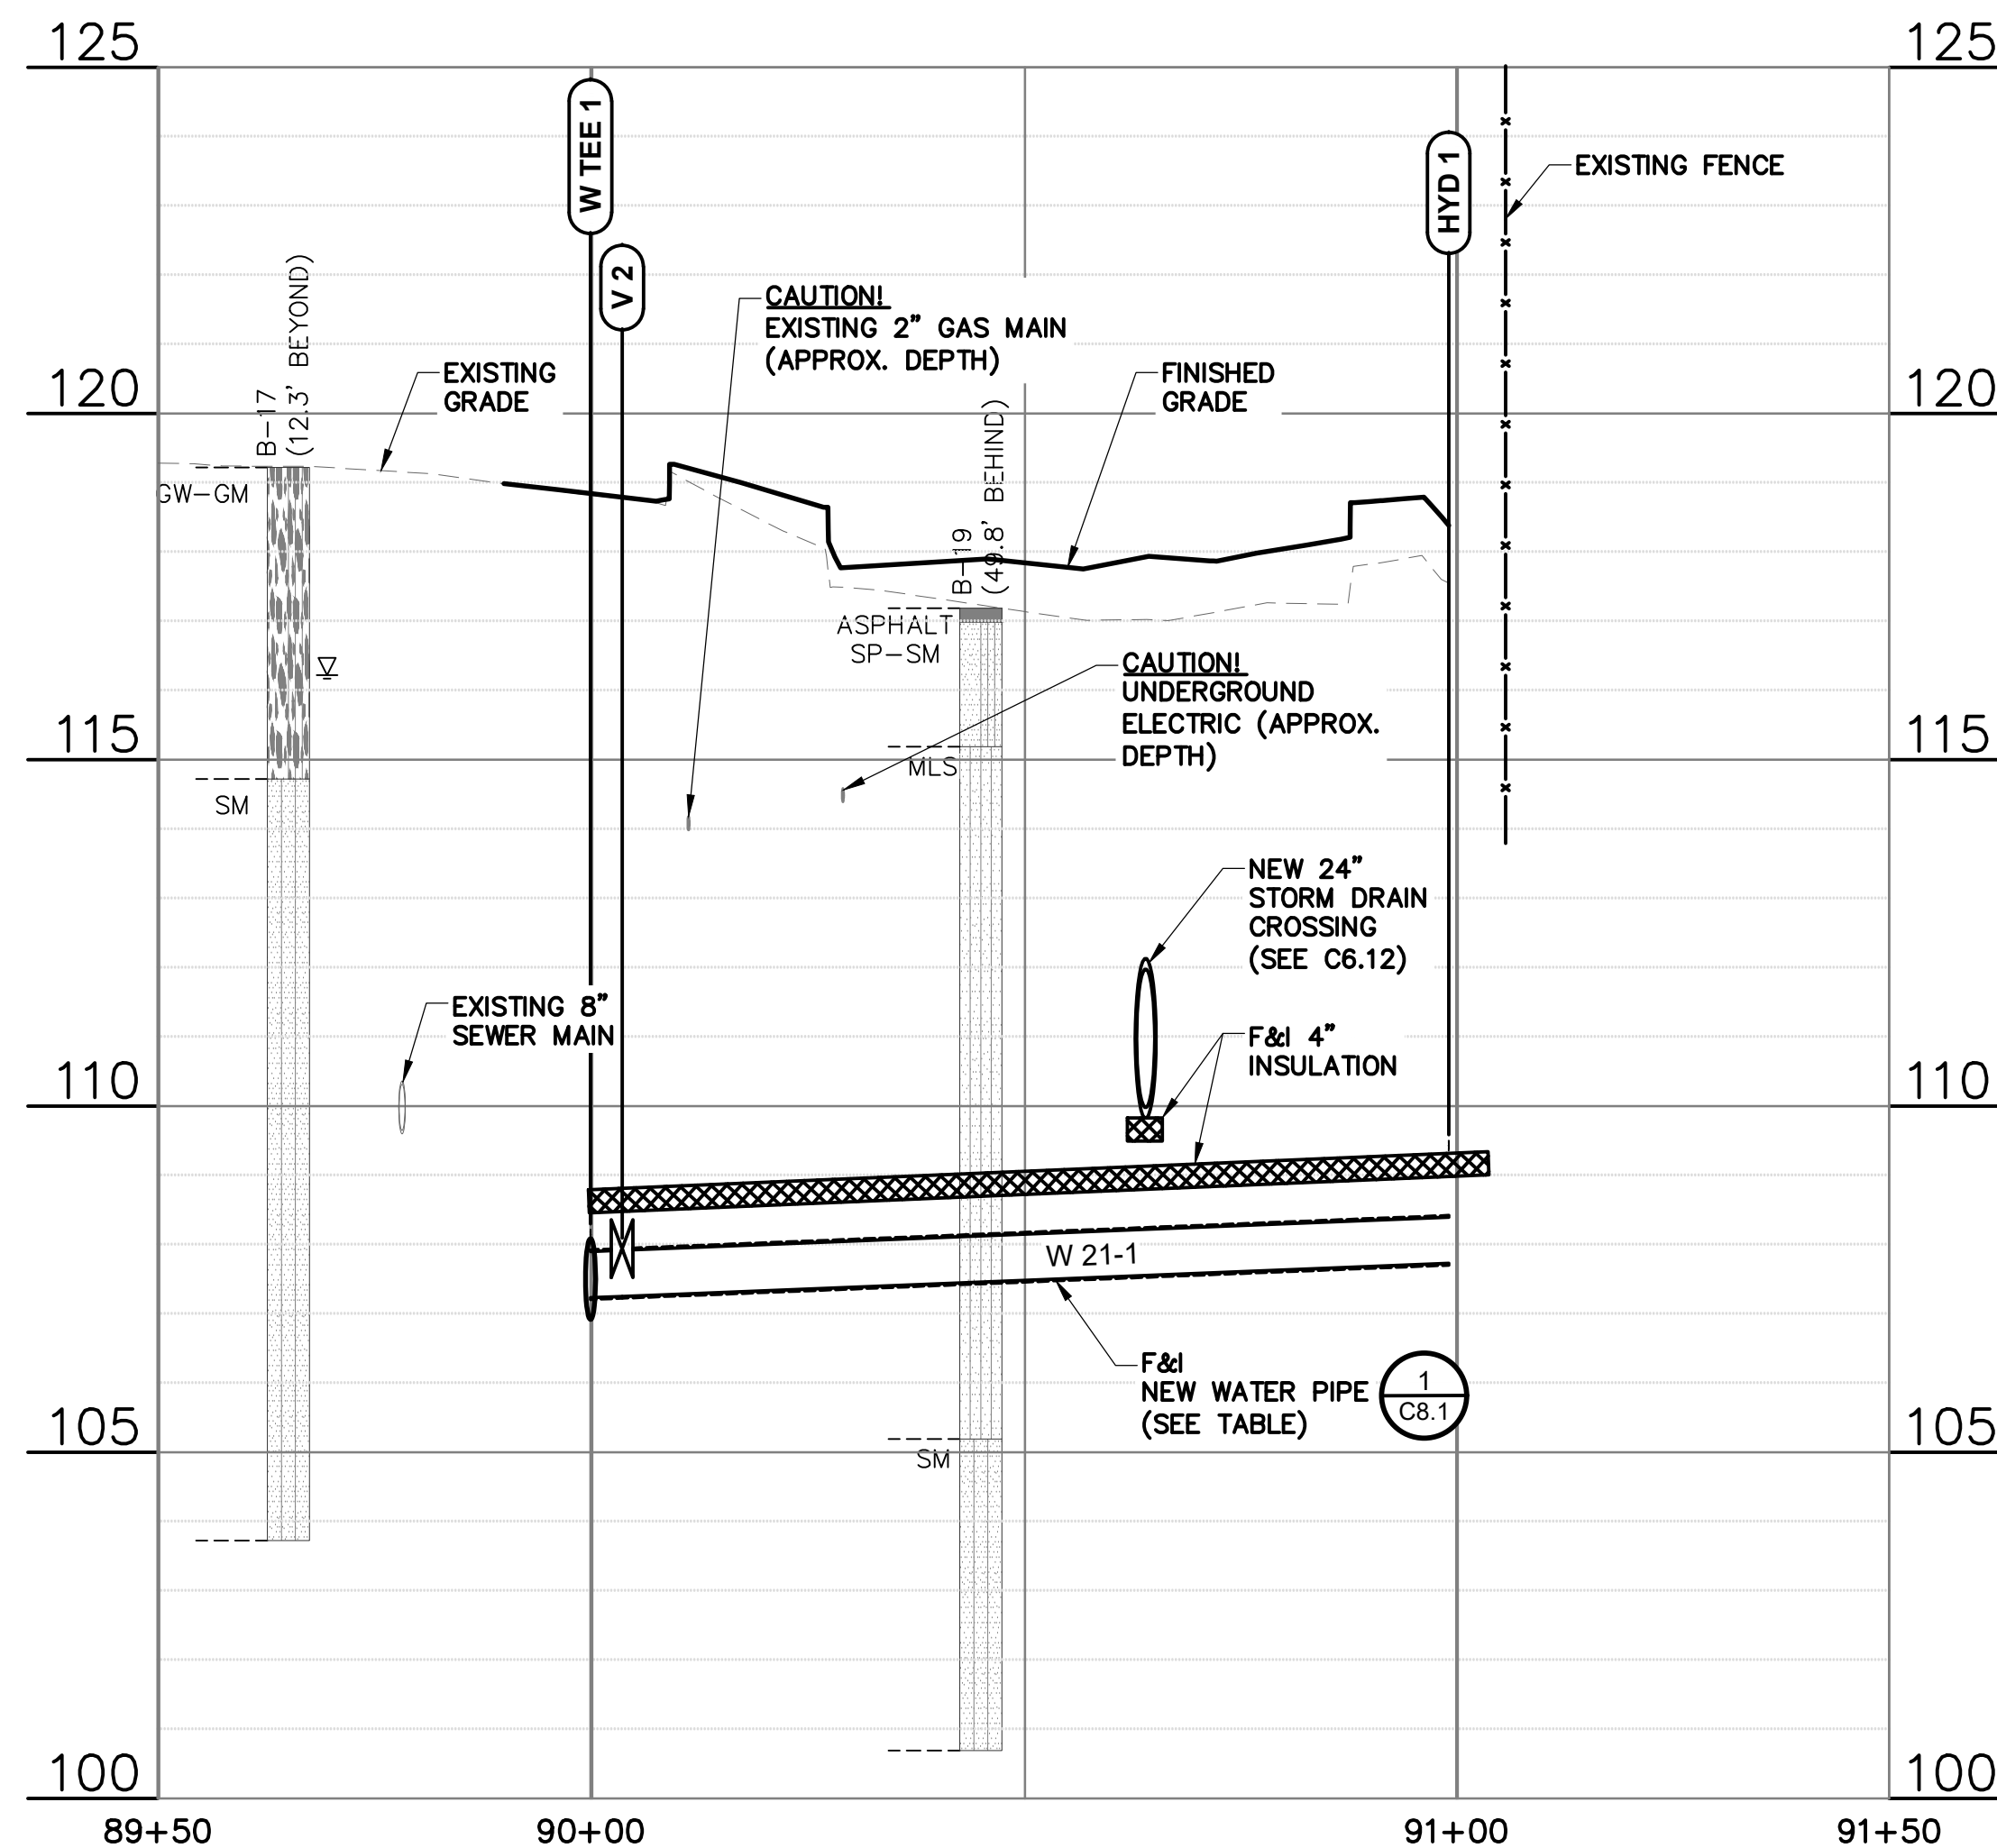 125
125
W TEE 1
HYD 1
EXISTING FENCE
V 2
B-17
(12.3' BEYOND)
CAUTION!
EXISTING 2" GAS MAIN
(APPROX. DEPTH)
EXISTING
GRADE
FINISHED
GRADE
120
120
GW-GM
B-19
(49.8' BEHIND)
ASPHALT
SP-SM
CAUTION!
UNDERGROUND
ELECTRIC (APPROX.
DEPTH)
115
115
MLS
SM
NEW 24"
STORM DRAIN
CROSSING
(SEE C6.12)
EXISTING 8"
SEWER MAIN
F&I 4"
INSULATION
110
110
W 21-1
F&I
NEW WATER PIPE
(SEE TABLE)
1
C8.1
105
105
SM
100
100
89+50
90+00
91+00
91+50